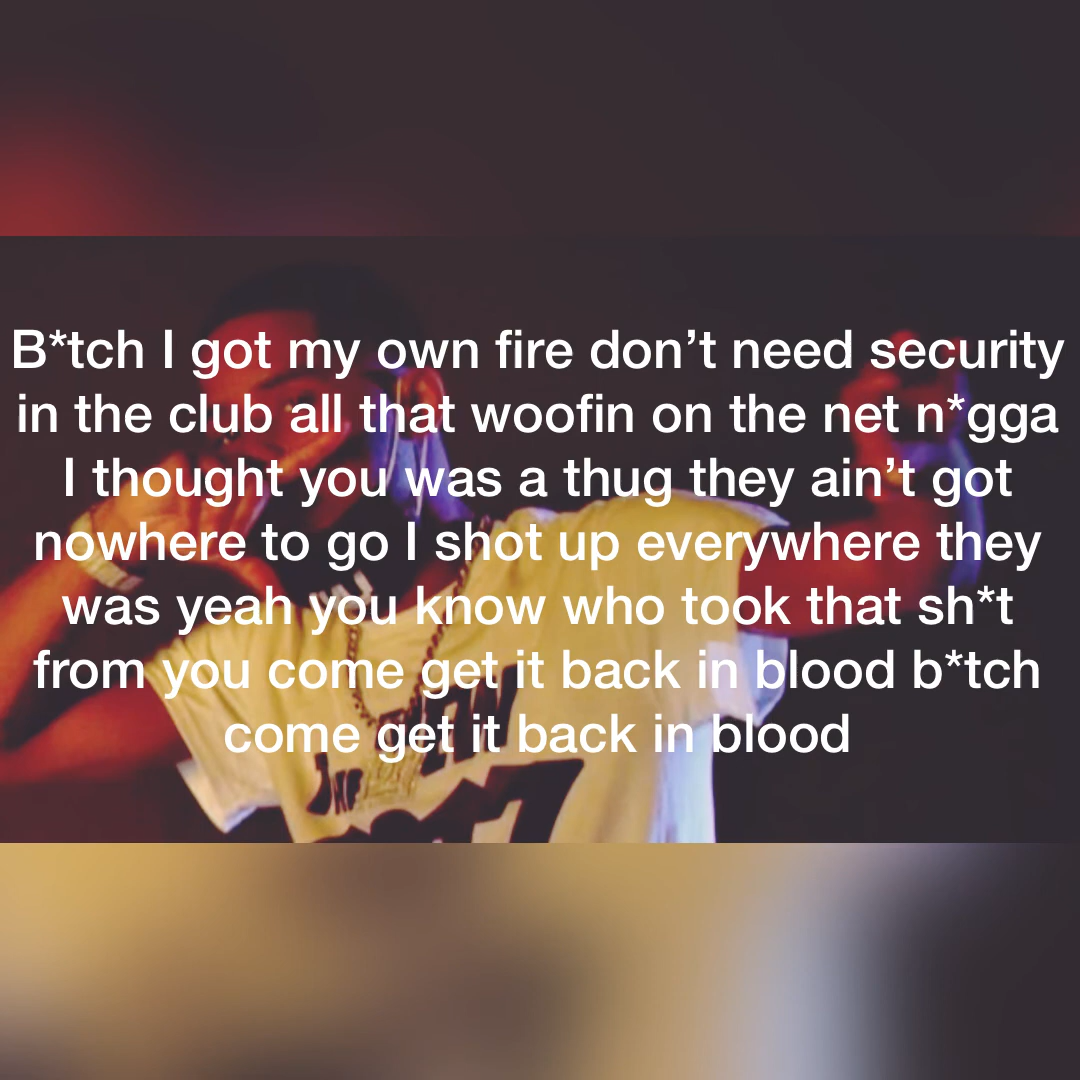 B*tch I got my own fire don’t need security
in the club all that woofin on the net n*gga
I thought you was a thug they ain’t got
nowhere to go I shot up everywhere they
was yeah you know who took that sh*t
from you come get it back in blood b*tch
come get it back in blood